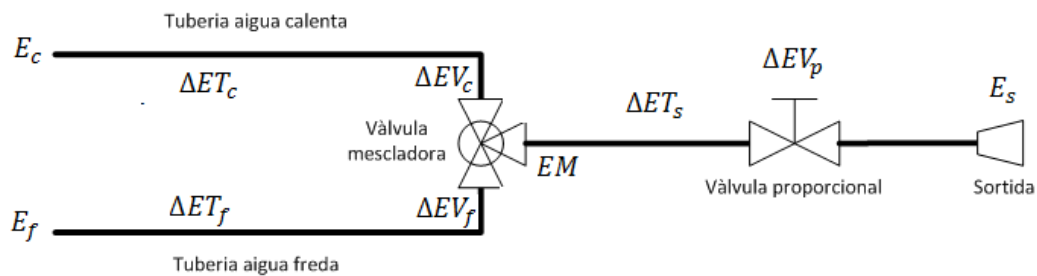 Tuberia aigua calenta
E_c
ΔET_c
ΔEV_c
ΔEV_p
ΔET_s
E_s
Vàlvula
mescladora
EM
Vàlvula proporcional
Sortida
ΔET_f
ΔEV_f
E_f
Tuberia aigua freda